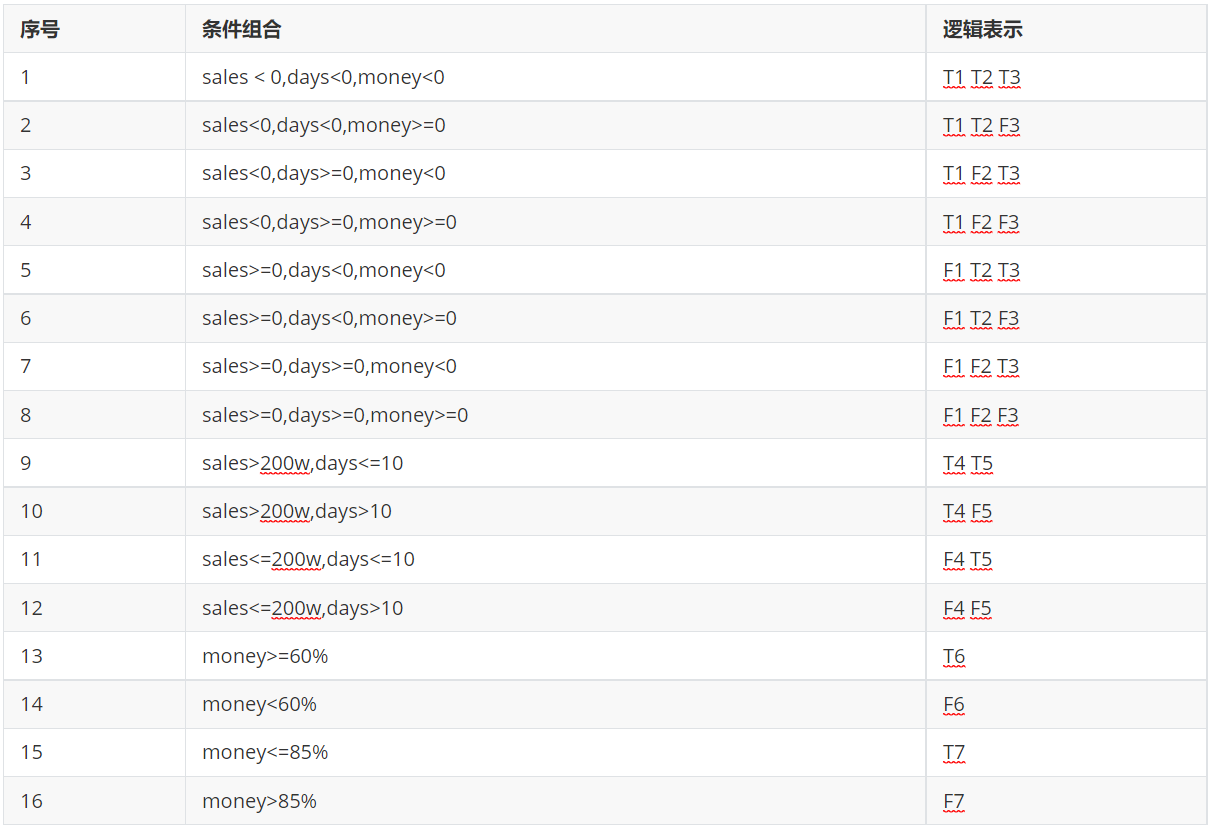 序号 条件组合 逻辑表示
1 sales < 0,days<0,money<0 T1 T2 T3
2 sales<0,days<0,money>=0 T1 T2 F3
3 sales<0,days>=0,money<0 T1 F2 T3
4 sales<0,days>=0,money>=0 T1 F2 F3
5 sales>=0,days<0,money<0 F1 T2 T3
6 sales>=0,days<0,money>=0 F1 T2 F3
7 sales>=0,days>=0,money<0 F1 F2 T3
8 sales>=0,days>=0,money>=0 F1 F2 F3
9 sales>200w,days<=10 T4 T5
10 sales>200w,days>10 T4 F5
11 sales<=200w,days<=10 F4 T5
12 sales<=200w,days>10 F4 F5
13 money>=60% T6
14 money<60% F6
15 money<=85% T7
16 money>85% F7